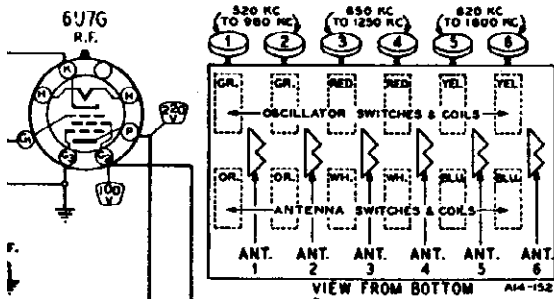 6U7G
R.F.
K
H
H
P
220
V
100
V
F.
520 KC
(TO 980 KC)
650 KC
(TO 1250 KC)
820 KC
(TO 1600 KC)
1 2 3 4 5 6
GR. GR. RED RED YEL. YEL.
OSCILLATOR SWITCHES & COILS
OR. OR. WH. WH. BLU. BLU.
ANTENNA SWITCHES & COILS
ANT. ANT. ANT. ANT. ANT. ANT.
1 2 3 4 5 6
VIEW FROM BOTTOM
A14-152